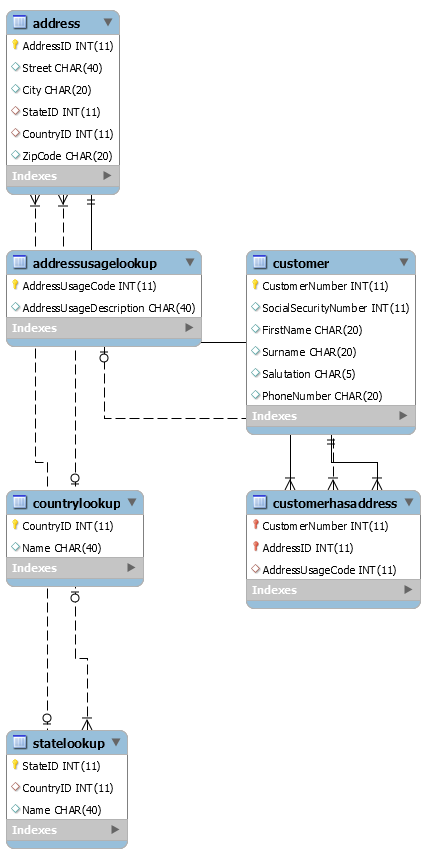 address
AddressID INT(11)
Street CHAR(40)
City CHAR(20)
StateID INT(11)
CountryID INT(11)
ZipCode CHAR(20)
Indexes
addressusagelookup
AddressUsageCode INT(11)
AddressUsageDescription CHAR(40)
Indexes
customer
CustomerNumber INT(11)
SocialSecurityNumber INT(11)
FirstName CHAR(20)
Surname CHAR(20)
Salutation CHAR(5)
PhoneNumber CHAR(20)
Indexes
countrylookup
CountryID INT(11)
Name CHAR(40)
Indexes
customerhasaddress
CustomerNumber INT(11)
AddressID INT(11)
AddressUsageCode INT(11)
Indexes
statelookup
StateID INT(11)
CountryID INT(11)
Name CHAR(40)
Indexes